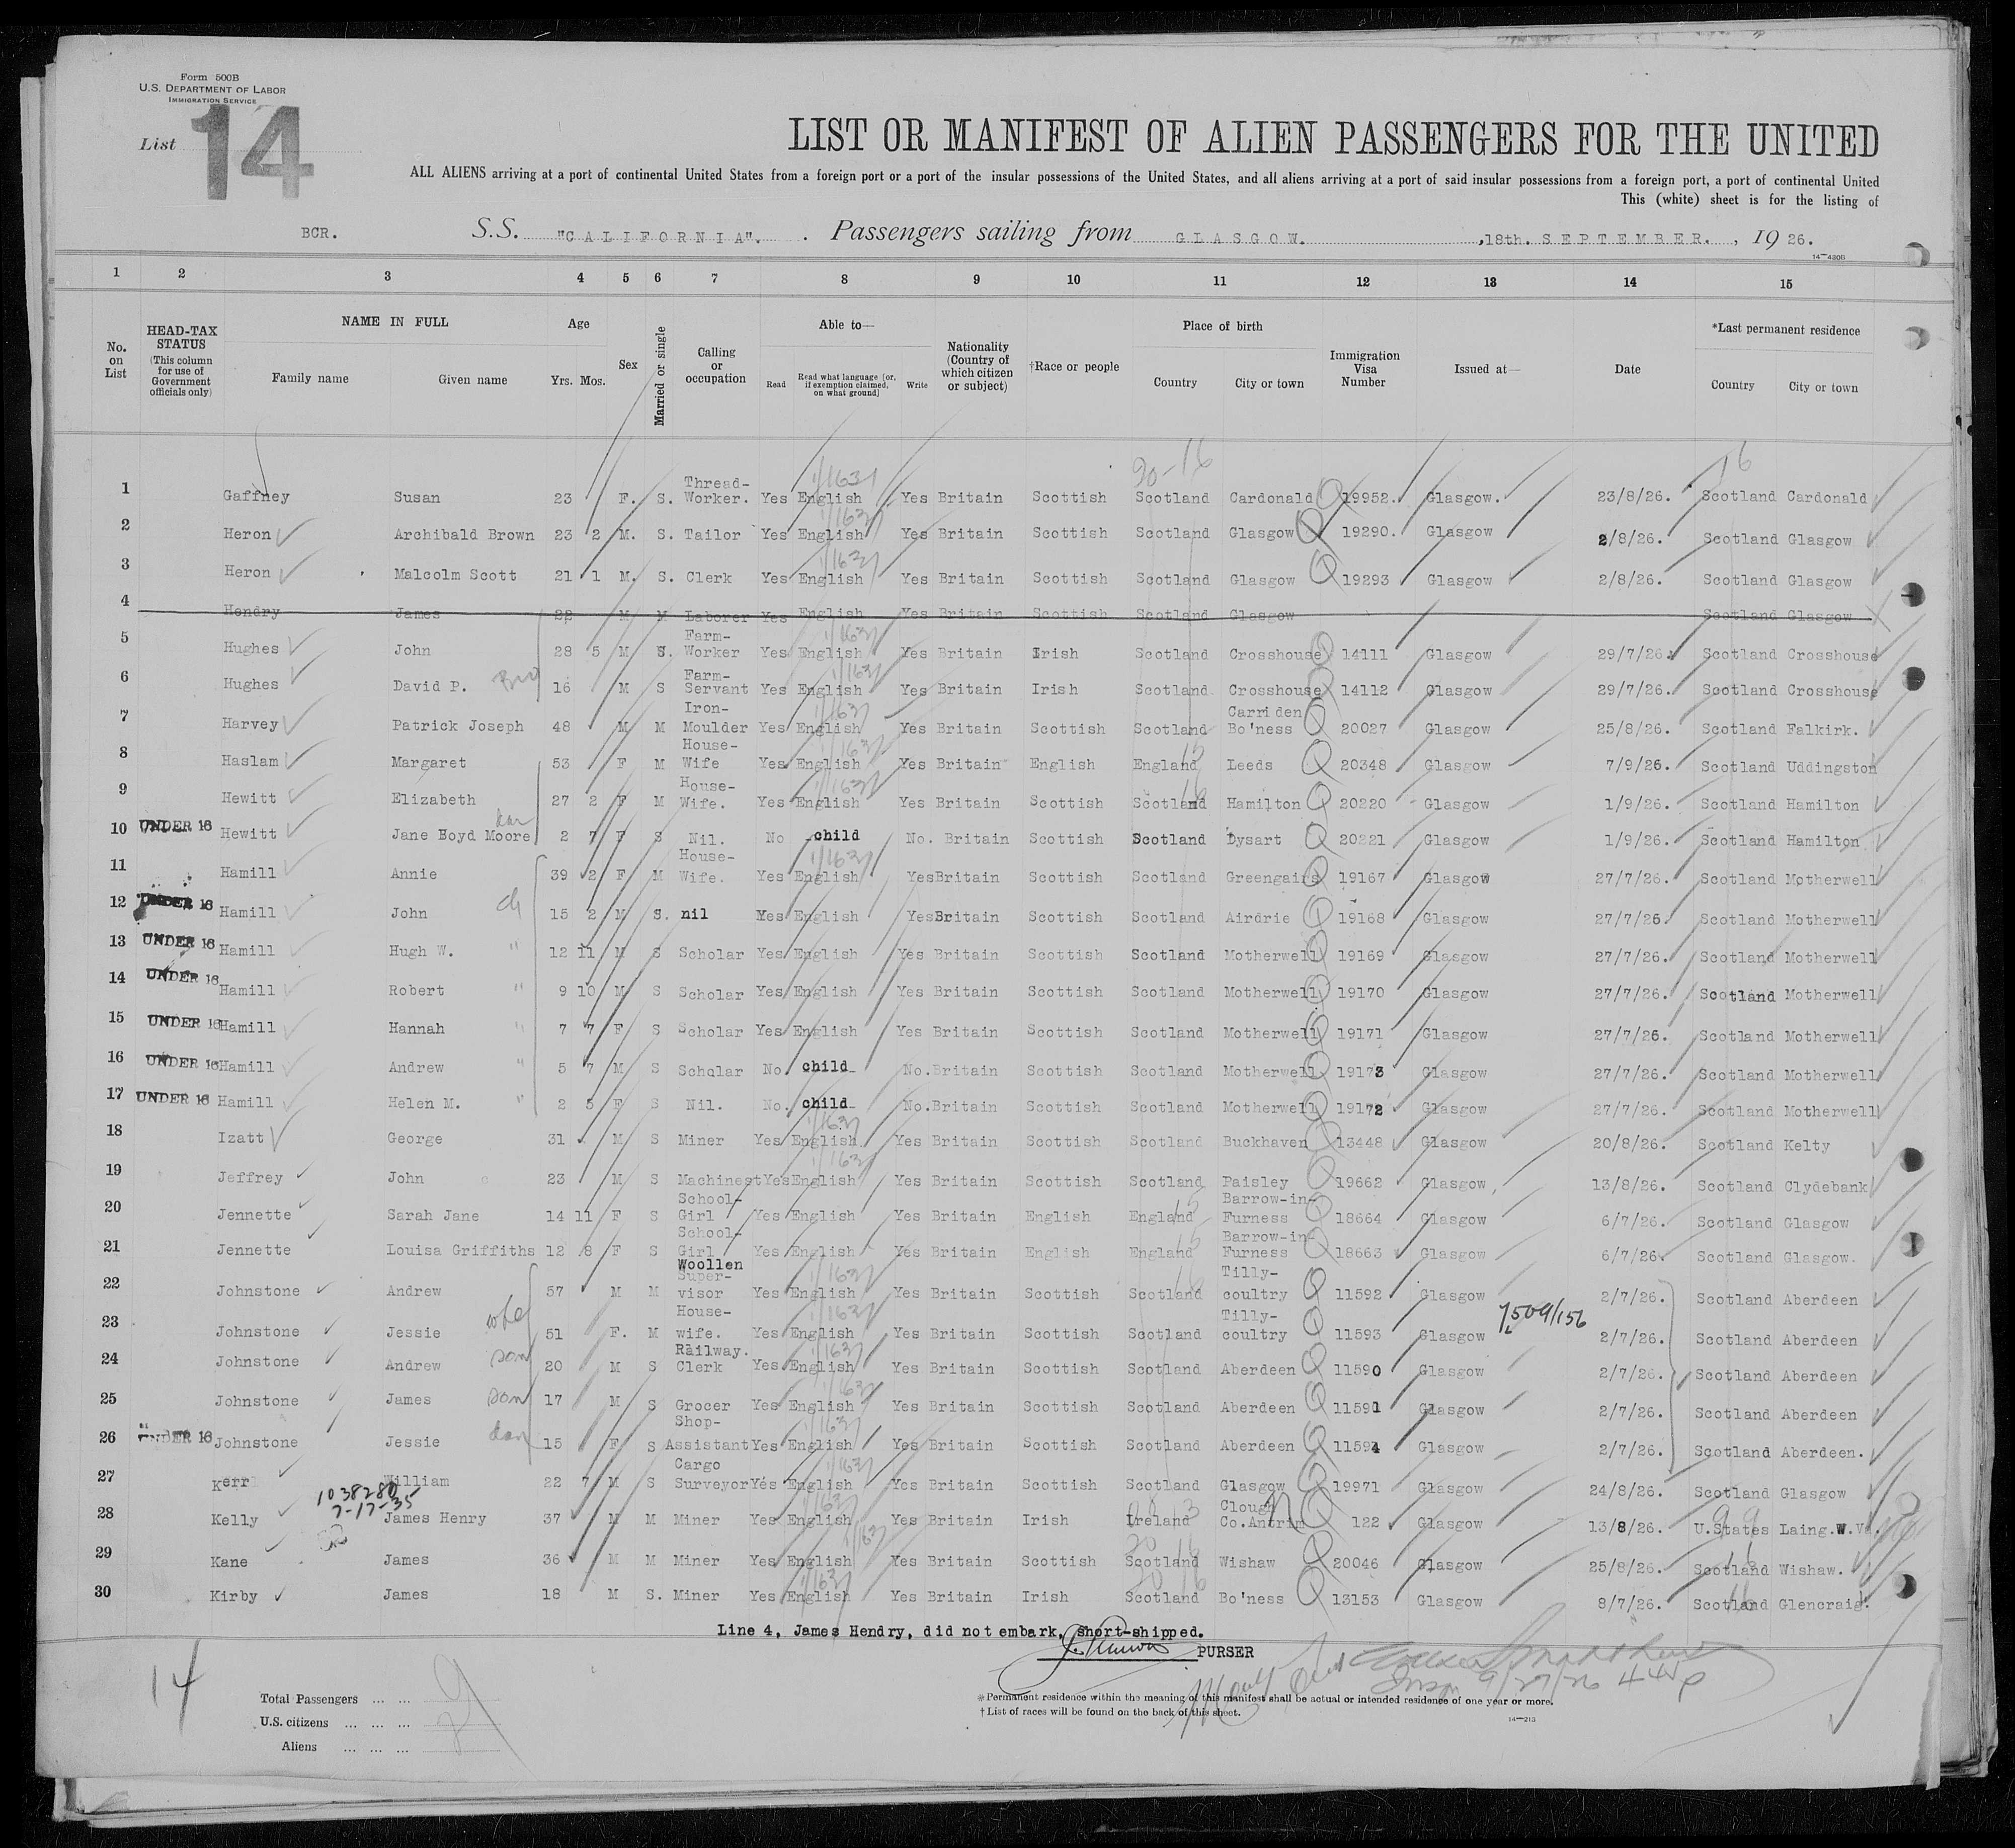 Form 500B
U.S. DEPARTMENT OF LABOR
IMMIGRATION SERVICE
List 14
LIST OR MANIFEST OF ALIEN PASSENGERS FOR THE UNITED
ALL ALIENS arriving at a port of continental United States from a foreign port or a port of the insular possessions of the United States, and all aliens arriving at a port of said insular possessions from a foreign port, a port of continental United
This (white) sheet is for the listing of
BCR. S.S. "CALIFORNIA". Passengers sailing from GLASGOW. ,18th. SEPTEMBER. , 19 26.
14—430B
1 2 3 4 5 6 7 8 9 10 11 12 13 14 15
No. on List
HEAD-TAX STATUS (This column for use of Government officials only)
NAME IN FULL
Family name Given name
Age
Yrs. Mos.
Sex
Married or single
Calling or occupation
Able to—
Read Read what language [or, if exemption claimed, on what ground] Write
Nationality (Country of which citizen or subject)
†Race or people
Place of birth
Country City or town
Immigration Visa Number
Issued at—
Date
*Last permanent residence
Country City or town
90-16 16
1 Gaffney Susan 23 F. S. Thread-Worker. Yes English Yes Britain Scottish Scotland Cardonald 19952. Glasgow. 23/8/26. Scotland Cardonald
2 Heron Archibald Brown 23 2 M. S. Tailor Yes English Yes Britain Scottish Scotland Glasgow 19290. Glasgow 2/8/26. Scotland Glasgow
3 Heron Malcolm Scott 21 1 M. S. Clerk Yes English Yes Britain Scottish Scotland Glasgow 19293 Glasgow 2/8/26. Scotland Glasgow
4 Hendry James 22 M M Laborer Yes English Yes Britain Scottish Scotland Glasgow Scotland Glasgow
5 Hughes John 28 5 M S. Farm-Worker Yes English Yes Britain Irish Scotland Crosshouse 14111 Glasgow 29/7/26. Scotland Crosshouse
6 Hughes David P. Bro 16 M S Farm-Servant Yes English Yes Britain Irish Scotland Crosshouse 14112 Glasgow 29/7/26. Scotland Crosshouse
7 Harvey Patrick Joseph 48 M M Iron-Moulder Yes English Yes Britain Scottish Scotland Carriden Bo'ness 20027 Glasgow 25/8/26. Scotland Falkirk.
8 Haslam Margaret 53 F M House-Wife Yes English Yes Britain English England Leeds 20348 Glasgow 7/9/26. Scotland Uddingston
9 Hewitt Elizabeth 27 2 F M House-Wife. Yes English Yes Britain Scottish Scotland Hamilton 20220 Glasgow 1/9/26. Scotland Hamilton
10 UNDER 16 Hewitt Jane Boyd Moore 2 7 F S Nil. No child No. Britain Scottish Scotland Dysart 20221 Glasgow 1/9/26. Scotland Hamilton
11 Hamill Annie 39 2 F M House-Wife. Yes English Yes Britain Scottish Scotland Greengairs 19167 Glasgow 27/7/26. Scotland Motherwell
12 UNDER 16 Hamill John ch 15 2 M S. nil Yes English Yes Britain Scottish Scotland Airdrie 19168 Glasgow 27/7/26. Scotland Motherwell
13 UNDER 16 Hamill Hugh W. " 12 11 M S Scholar Yes English Yes Britain Scottish Scotland Motherwell 19169 Glasgow 27/7/26. Scotland Motherwell
14 UNDER 16 Hamill Robert " 9 10 M S Scholar Yes English Yes Britain Scottish Scotland Motherwell 19170 Glasgow 27/7/26. Scotland Motherwell
15 UNDER 16 Hamill Hannah " 7 7 F S Scholar Yes English Yes Britain Scottish Scotland Motherwell 19171 Glasgow 27/7/26. Scotland Motherwell
16 UNDER 16 Hamill Andrew " 5 7 M S Scholar No. child No. Britain Scottish Scotland Motherwell 19173 Glasgow 27/7/26. Scotland Motherwell
17 UNDER 16 Hamill Helen M. " 2 5 F S Nil. No. child No. Britain Scottish Scotland Motherwell 19172 Glasgow 27/7/26. Scotland Motherwell
18 Izatt George 31 M S Miner Yes English Yes Britain Scottish Scotland Buckhaven 13448 Glasgow 20/8/26. Scotland Kelty
19 Jeffrey John 23 M S Machinest Yes English Yes Britain Scottish Scotland Paisley 19662 Glasgow. 13/8/26. Scotland Clydebank
20 Jennette Sarah Jane 14 11 F S School-Girl Yes English Yes Britain English England Barrow-in-Furness 18664 Glasgow 6/7/26. Scotland Glasgow
21 Jennette Louisa Griffiths 12 8 F S School-Girl Yes English Yes Britain English England Barrow-in-Furness 18663 Glasgow 6/7/26. Scotland Glasgow.
22 Johnstone Andrew 57 M M Woollen Super-visor Yes English Yes Britain Scottish Scotland Tilly-coultry 11592 Glasgow 2/7/26. Scotland Aberdeen
23 Johnstone Jessie wfe 51 F. M House-wife. Yes English Yes Britain Scottish Scotland Tilly-coultry 11593 Glasgow 7509/156 2/7/26. Scotland Aberdeen
24 Johnstone Andrew son 20 M S Railway. Clerk Yes English Yes Britain Scottish Scotland Aberdeen 11590 Glasgow 2/7/26. Scotland Aberdeen
25 Johnstone James son 17 M S Grocer Yes English Yes Britain Scottish Scotland Aberdeen 11591 Glasgow 2/7/26. Scotland Aberdeen
26 UNDER 16 Johnstone Jessie dau 15 F S Shop-Assistant Yes English Yes Britain Scottish Scotland Aberdeen 11594 Glasgow 2/7/26. Scotland Aberdeen.
27 Kerr William 22 7 M S Cargo Surveyor Yes English Yes Britain Scottish Scotland Glasgow 19971 Glasgow 24/8/26. Scotland Glasgow
1038280
7-17-35
28 Kelly James Henry 37 M M Miner Yes English Yes Britain Irish Ireland Clough Co.Antrim 122 Glasgow 13/8/26. U.States Laing.W.Va.
29 Kane James 36 M M Miner Yes English Yes Britain Scottish Scotland Wishaw 20046 Glasgow 25/8/26. Scotland Wishaw.
30 Kirby James 18 M S. Miner Yes English Yes Britain Irish Scotland Bo'ness 13153 Glasgow 8/7/26. Scotland Glencraig.
Line 4, James Hendry, did not embark, short-shipped.
PURSER
14
Total Passengers ... ...
U.S. citizens ... ... ...
Aliens ... ... ...
* Permanent residence within the meaning of this manifest shall be actual or intended residence of one year or more.
† List of races will be found on the back of this sheet.
14—213